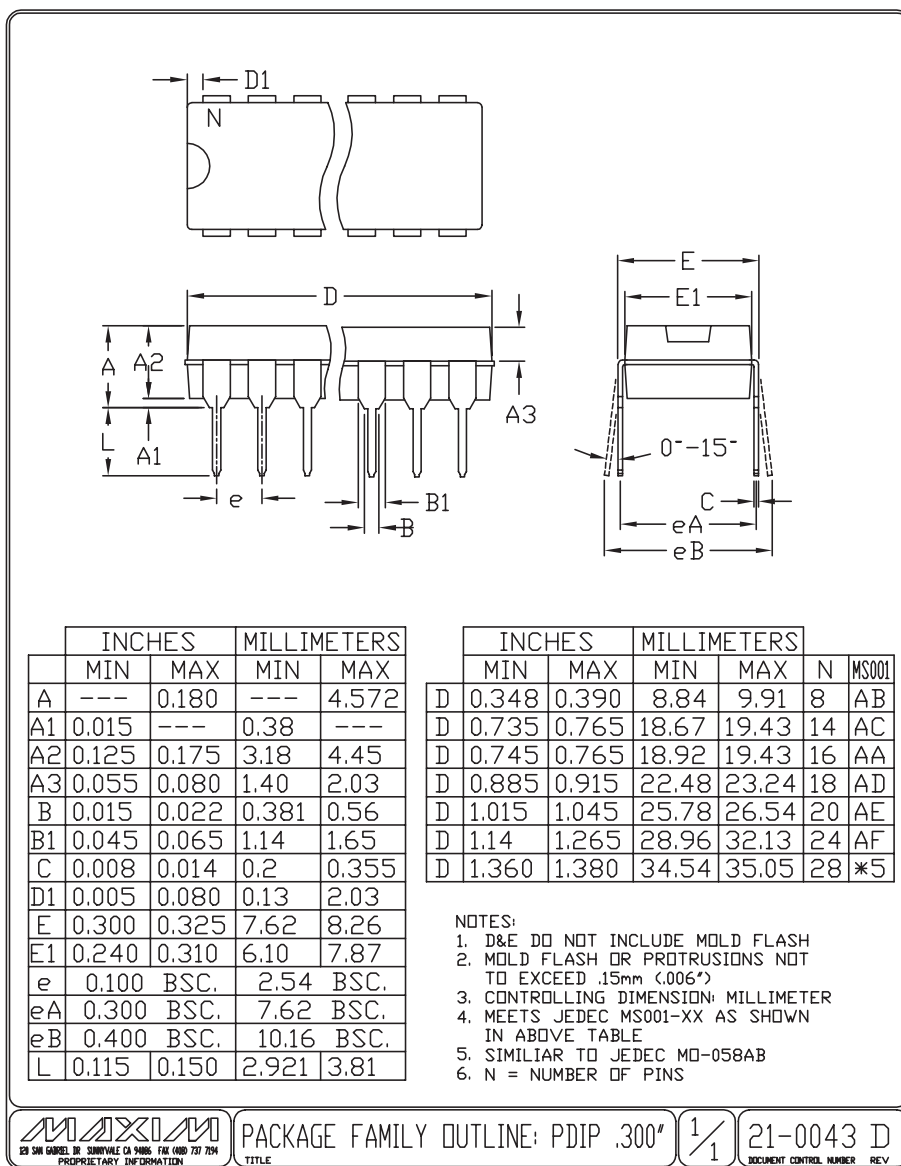 D1
N
D
E
E1
A
A2
A3
L
A1
0°-15°
e
B1
B
C
eA
eB
INCHES MILLIMETERS
MIN MAX MIN MAX
A --- 0.180 --- 4.572
A1 0.015 --- 0.38 ---
A2 0.125 0.175 3.18 4.45
A3 0.055 0.080 1.40 2.03
B 0.015 0.022 0.381 0.56
B1 0.045 0.065 1.14 1.65
C 0.008 0.014 0.2 0.355
D1 0.005 0.080 0.13 2.03
E 0.300 0.325 7.62 8.26
E1 0.240 0.310 6.10 7.87
e 0.100 BSC. 2.54 BSC.
eA 0.300 BSC. 7.62 BSC.
eB 0.400 BSC. 10.16 BSC.
L 0.115 0.150 2.921 3.81
INCHES MILLIMETERS
MIN MAX MIN MAX N MS001
D 0.348 0.390 8.84 9.91 8 AB
D 0.735 0.765 18.67 19.43 14 AC
D 0.745 0.765 18.92 19.43 16 AA
D 0.885 0.915 22.48 23.24 18 AD
D 1.015 1.045 25.78 26.54 20 AE
D 1.14 1.265 28.96 32.13 24 AF
D 1.360 1.380 34.54 35.05 28 *5
NOTES:
1. D&E DO NOT INCLUDE MOLD FLASH
2. MOLD FLASH OR PROTRUSIONS NOT
TO EXCEED .15mm (.006")
3. CONTROLLING DIMENSION: MILLIMETER
4. MEETS JEDEC MS001-XX AS SHOWN
IN ABOVE TABLE
5. SIMILIAR TO JEDEC MO-058AB
6. N = NUMBER OF PINS
MAXIM
120 SAN GABRIEL DR SUNNYVALE CA 94086 FAX (408) 737 7194
PROPRIETARY INFORMATION
PACKAGE FAMILY OUTLINE: PDIP .300"
TITLE
1/1
21-0043 D
DOCUMENT CONTROL NUMBER REV